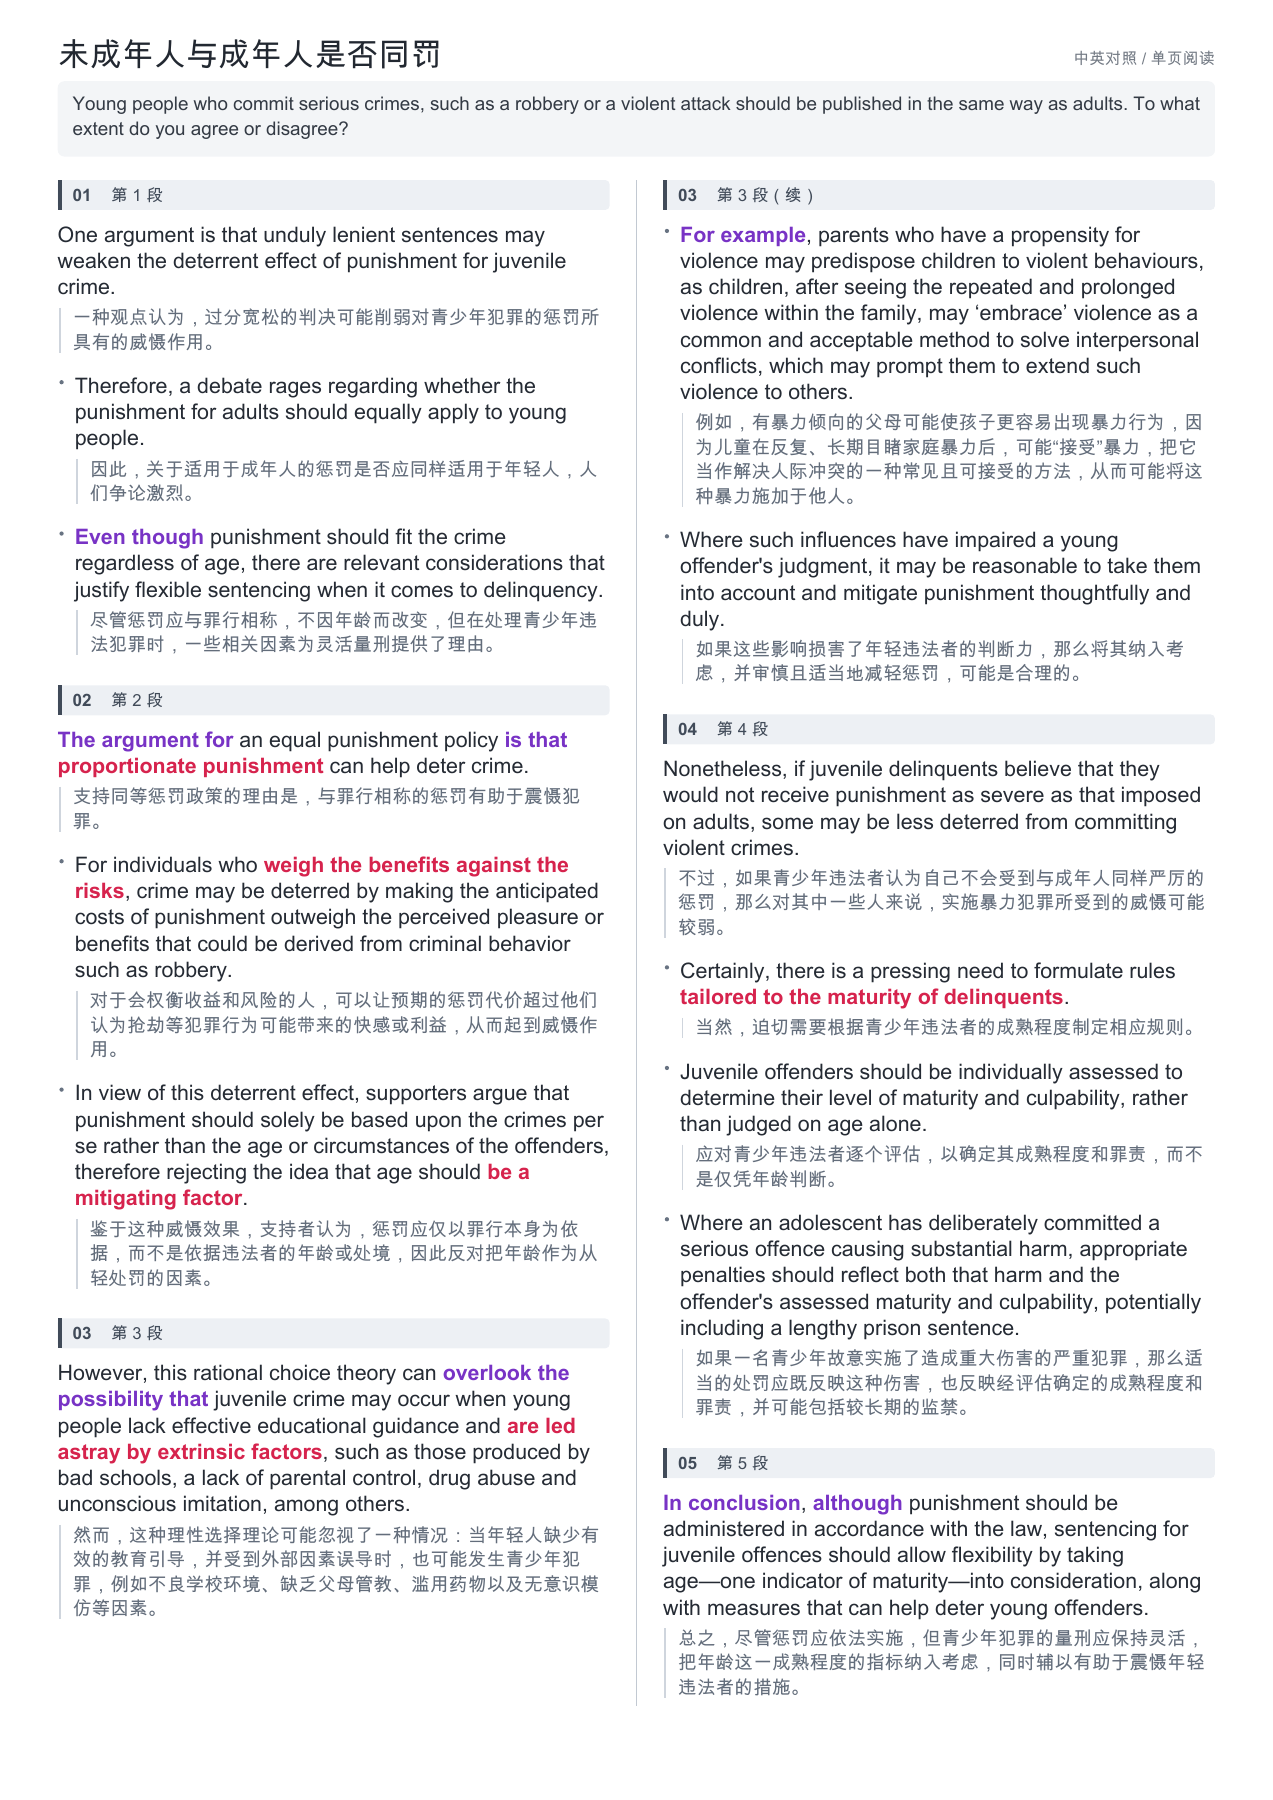 未成年人与成年人是否同罚
中英对照 / 单页阅读
Young people who commit serious crimes, such as a robbery or a violent attack should be published in the same way as adults. To what
extent do you agree or disagree?
01 第 1 段
One argument is that unduly lenient sentences may
weaken the deterrent effect of punishment for juvenile
crime.
一种观点认为，过分宽松的判决可能削弱对青少年犯罪的惩罚所
具有的威慑作用。
• Therefore, a debate rages regarding whether the
punishment for adults should equally apply to young
people.
因此，关于适用于成年人的惩罚是否应同样适用于年轻人，人
们争论激烈。
• Even though punishment should fit the crime
regardless of age, there are relevant considerations that
justify flexible sentencing when it comes to delinquency.
尽管惩罚应与罪行相称，不因年龄而改变，但在处理青少年违
法犯罪时，一些相关因素为灵活量刑提供了理由。
02 第 2 段
The argument for an equal punishment policy is that
proportionate punishment can help deter crime.
支持同等惩罚政策的理由是，与罪行相称的惩罚有助于震慑犯
罪。
• For individuals who weigh the benefits against the
risks, crime may be deterred by making the anticipated
costs of punishment outweigh the perceived pleasure or
benefits that could be derived from criminal behavior
such as robbery.
对于会权衡收益和风险的人，可以让预期的惩罚代价超过他们
认为抢劫等犯罪行为可能带来的快感或利益，从而起到威慑作
用。
• In view of this deterrent effect, supporters argue that
punishment should solely be based upon the crimes per
se rather than the age or circumstances of the offenders,
therefore rejecting the idea that age should be a
mitigating factor.
鉴于这种威慑效果，支持者认为，惩罚应仅以罪行本身为依
据，而不是依据违法者的年龄或处境，因此反对把年龄作为从
轻处罚的因素。
03 第 3 段
However, this rational choice theory can overlook the
possibility that juvenile crime may occur when young
people lack effective educational guidance and are led
astray by extrinsic factors, such as those produced by
bad schools, a lack of parental control, drug abuse and
unconscious imitation, among others.
然而，这种理性选择理论可能忽视了一种情况：当年轻人缺少有
效的教育引导，并受到外部因素误导时，也可能发生青少年犯
罪，例如不良学校环境、缺乏父母管教、滥用药物以及无意识模
仿等因素。
03 第 3 段（续）
• For example, parents who have a propensity for
violence may predispose children to violent behaviours,
as children, after seeing the repeated and prolonged
violence within the family, may ‘embrace’ violence as a
common and acceptable method to solve interpersonal
conflicts, which may prompt them to extend such
violence to others.
例如，有暴力倾向的父母可能使孩子更容易出现暴力行为，因
为儿童在反复、长期目睹家庭暴力后，可能“接受”暴力，把它
当作解决人际冲突的一种常见且可接受的方法，从而可能将这
种暴力施加于他人。
• Where such influences have impaired a young
offender's judgment, it may be reasonable to take them
into account and mitigate punishment thoughtfully and
duly.
如果这些影响损害了年轻违法者的判断力，那么将其纳入考
虑，并审慎且适当地减轻惩罚，可能是合理的。
04 第 4 段
Nonetheless, if juvenile delinquents believe that they
would not receive punishment as severe as that imposed
on adults, some may be less deterred from committing
violent crimes.
不过，如果青少年违法者认为自己不会受到与成年人同样严厉的
惩罚，那么对其中一些人来说，实施暴力犯罪所受到的威慑可能
较弱。
• Certainly, there is a pressing need to formulate rules
tailored to the maturity of delinquents.
当然，迫切需要根据青少年违法者的成熟程度制定相应规则。
• Juvenile offenders should be individually assessed to
determine their level of maturity and culpability, rather
than judged on age alone.
应对青少年违法者逐个评估，以确定其成熟程度和罪责，而不
是仅凭年龄判断。
• Where an adolescent has deliberately committed a
serious offence causing substantial harm, appropriate
penalties should reflect both that harm and the
offender's assessed maturity and culpability, potentially
including a lengthy prison sentence.
如果一名青少年故意实施了造成重大伤害的严重犯罪，那么适
当的处罚应既反映这种伤害，也反映经评估确定的成熟程度和
罪责，并可能包括较长期的监禁。
05 第 5 段
In conclusion, although punishment should be
administered in accordance with the law, sentencing for
juvenile offences should allow flexibility by taking
age—one indicator of maturity—into consideration, along
with measures that can help deter young offenders.
总之，尽管惩罚应依法实施，但青少年犯罪的量刑应保持灵活，
把年龄这一成熟程度的指标纳入考虑，同时辅以有助于震慑年轻
违法者的措施。